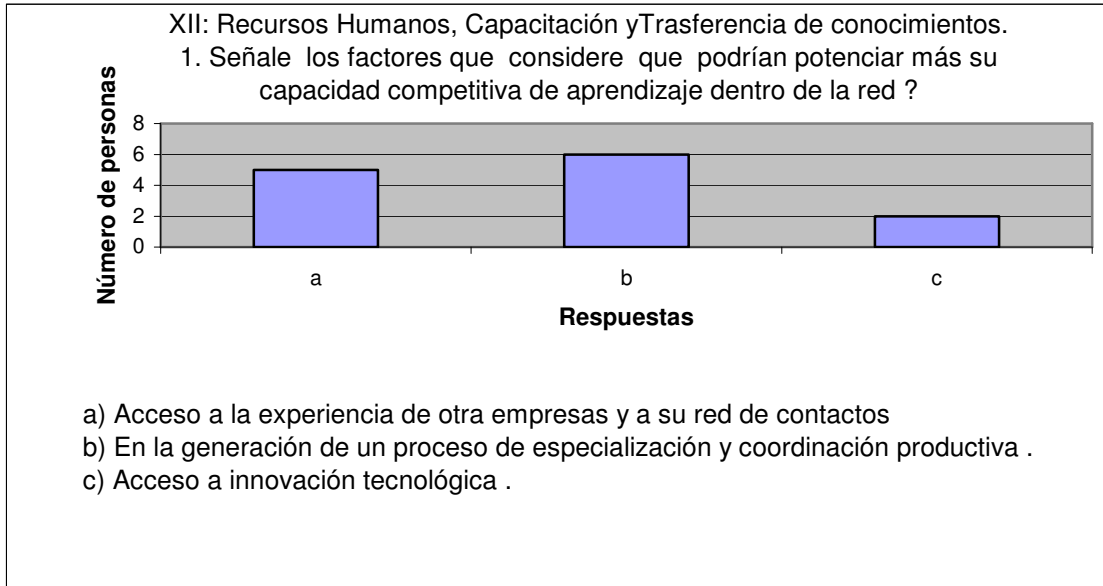 XII: Recursos Humanos, Capacitación yTrasferencia de conocimientos.
1. Señale los factores que considere que podrían potenciar más su
capacidad competitiva de aprendizaje dentro de la red ?
Número de personas
8
6
4
2
0
a
b
c
Respuestas
a) Acceso a la experiencia de otra empresas y a su red de contactos
b) En la generación de un proceso de especialización y coordinación productiva .
c) Acceso a innovación tecnológica .